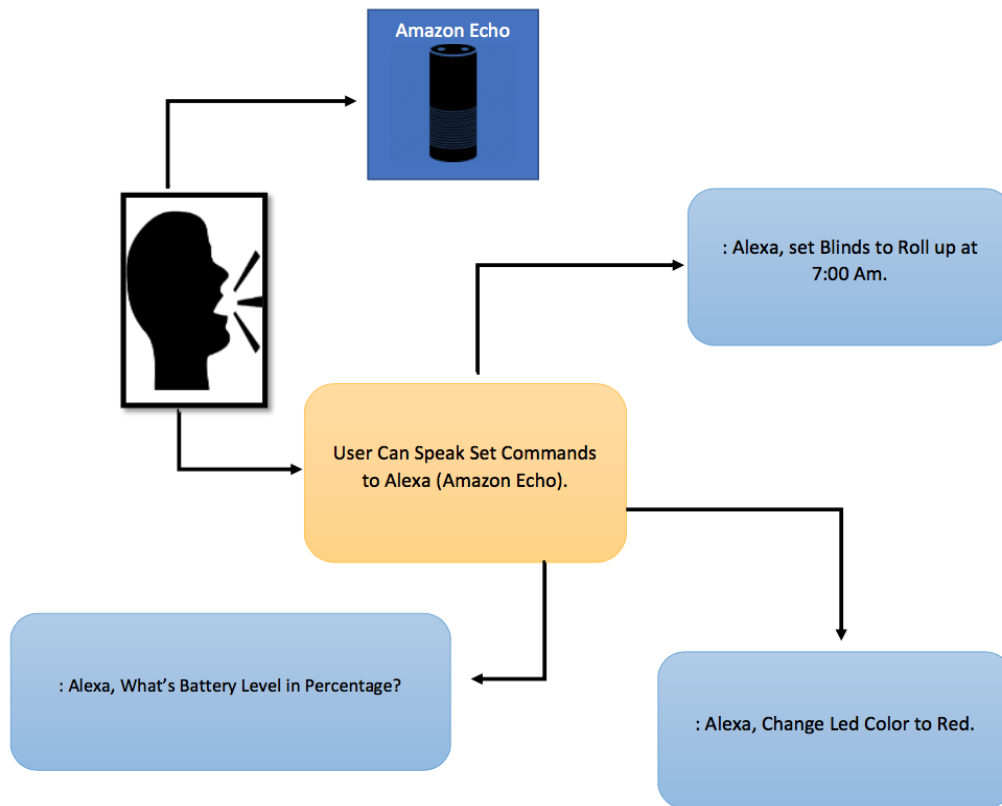 Amazon Echo
: Alexa, set Blinds to Roll up at
7:00 Am.
User Can Speak Set Commands
to Alexa (Amazon Echo).
: Alexa, What’s Battery Level in Percentage?
: Alexa, Change Led Color to Red.